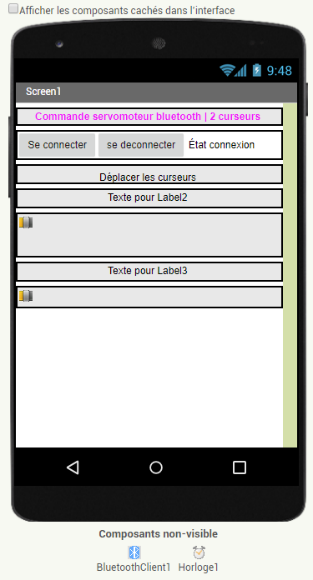 Afficher les composants cachés dans l'interface
9:48
Screen1
Commande servomoteur bluetooth | 2 curseurs
Se connecter se deconnecter État connexion
Déplacer les curseurs
Texte pour Label2
Texte pour Label3
Composants non-visible
BluetoothClient1 Horloge1